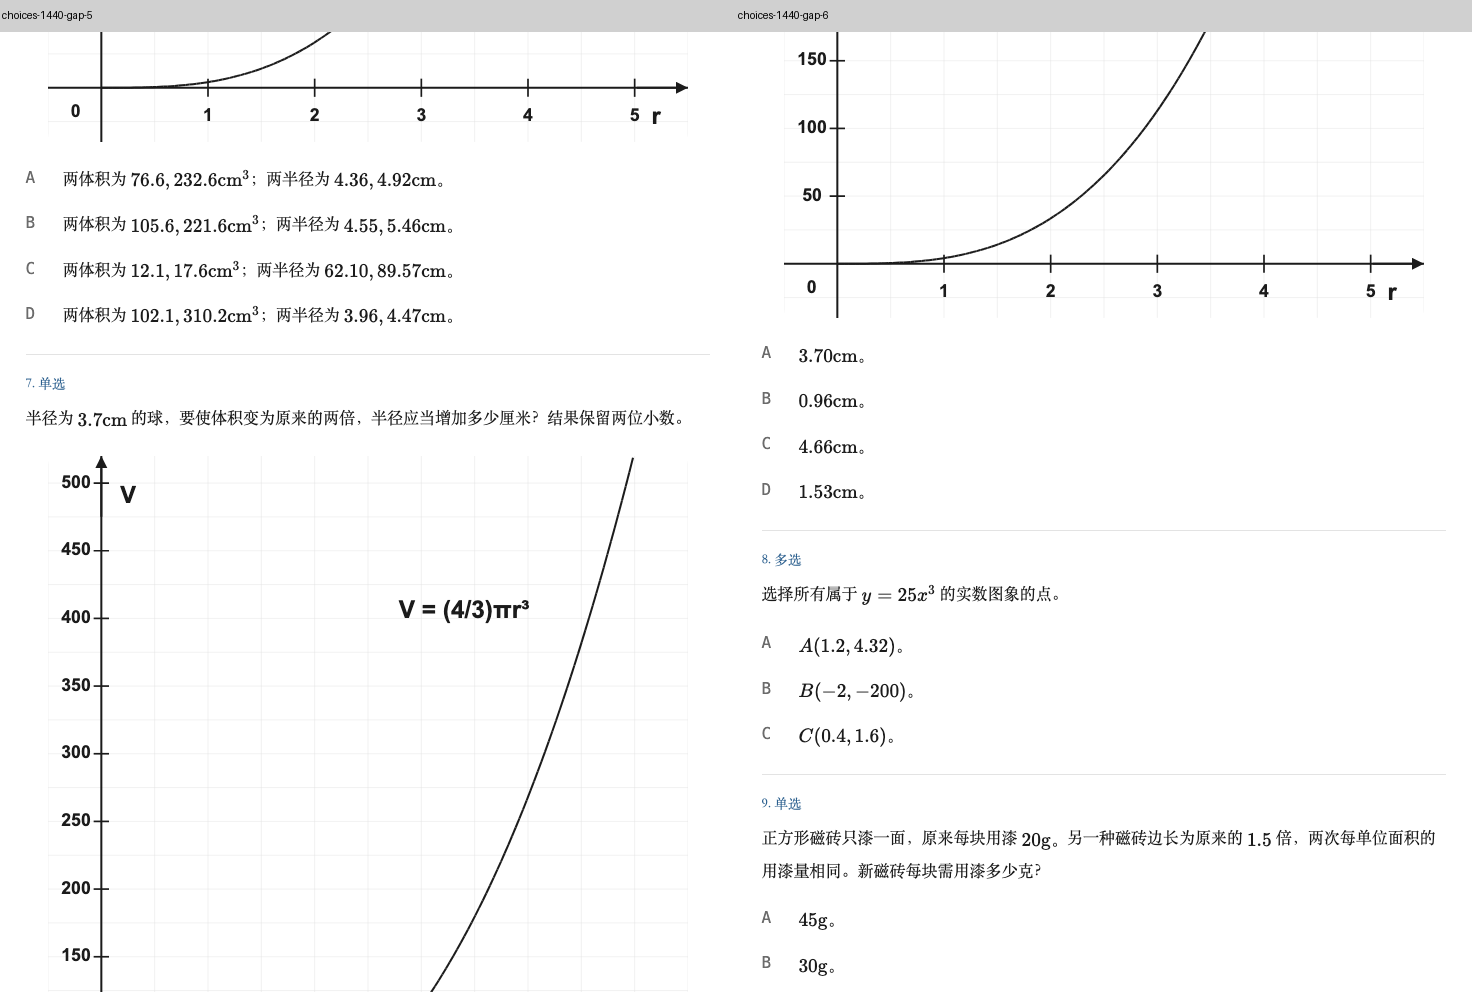 choices-1440-gap-5
0
1 2 3 4 5 r
A 两体积为 76.6, 232.6cm³；两半径为 4.36, 4.92cm。
B 两体积为 105.6, 221.6cm³；两半径为 4.55, 5.46cm。
C 两体积为 12.1, 17.6cm³；两半径为 62.10, 89.57cm。
D 两体积为 102.1, 310.2cm³；两半径为 3.96, 4.47cm。
7. 单选
半径为 3.7cm 的球，要使体积变为原来的两倍，半径应当增加多少厘米？结果保留两位小数。
500
V
450
V = (4/3)πr³
400
350
300
250
200
150
choices-1440-gap-6
150
100
50
0
1 2 3 4 5 r
A 3.70cm。
B 0.96cm。
C 4.66cm。
D 1.53cm。
8. 多选
选择所有属于 y = 25x³ 的实数图象的点。
A A(1.2, 4.32)。
B B(−2, −200)。
C C(0.4, 1.6)。
9. 单选
正方形磁砖只漆一面，原来每块用漆 20g。另一种磁砖边长为原来的 1.5 倍，两次每单位面积的
用漆量相同。新磁砖每块需用漆多少克？
A 45g。
B 30g。